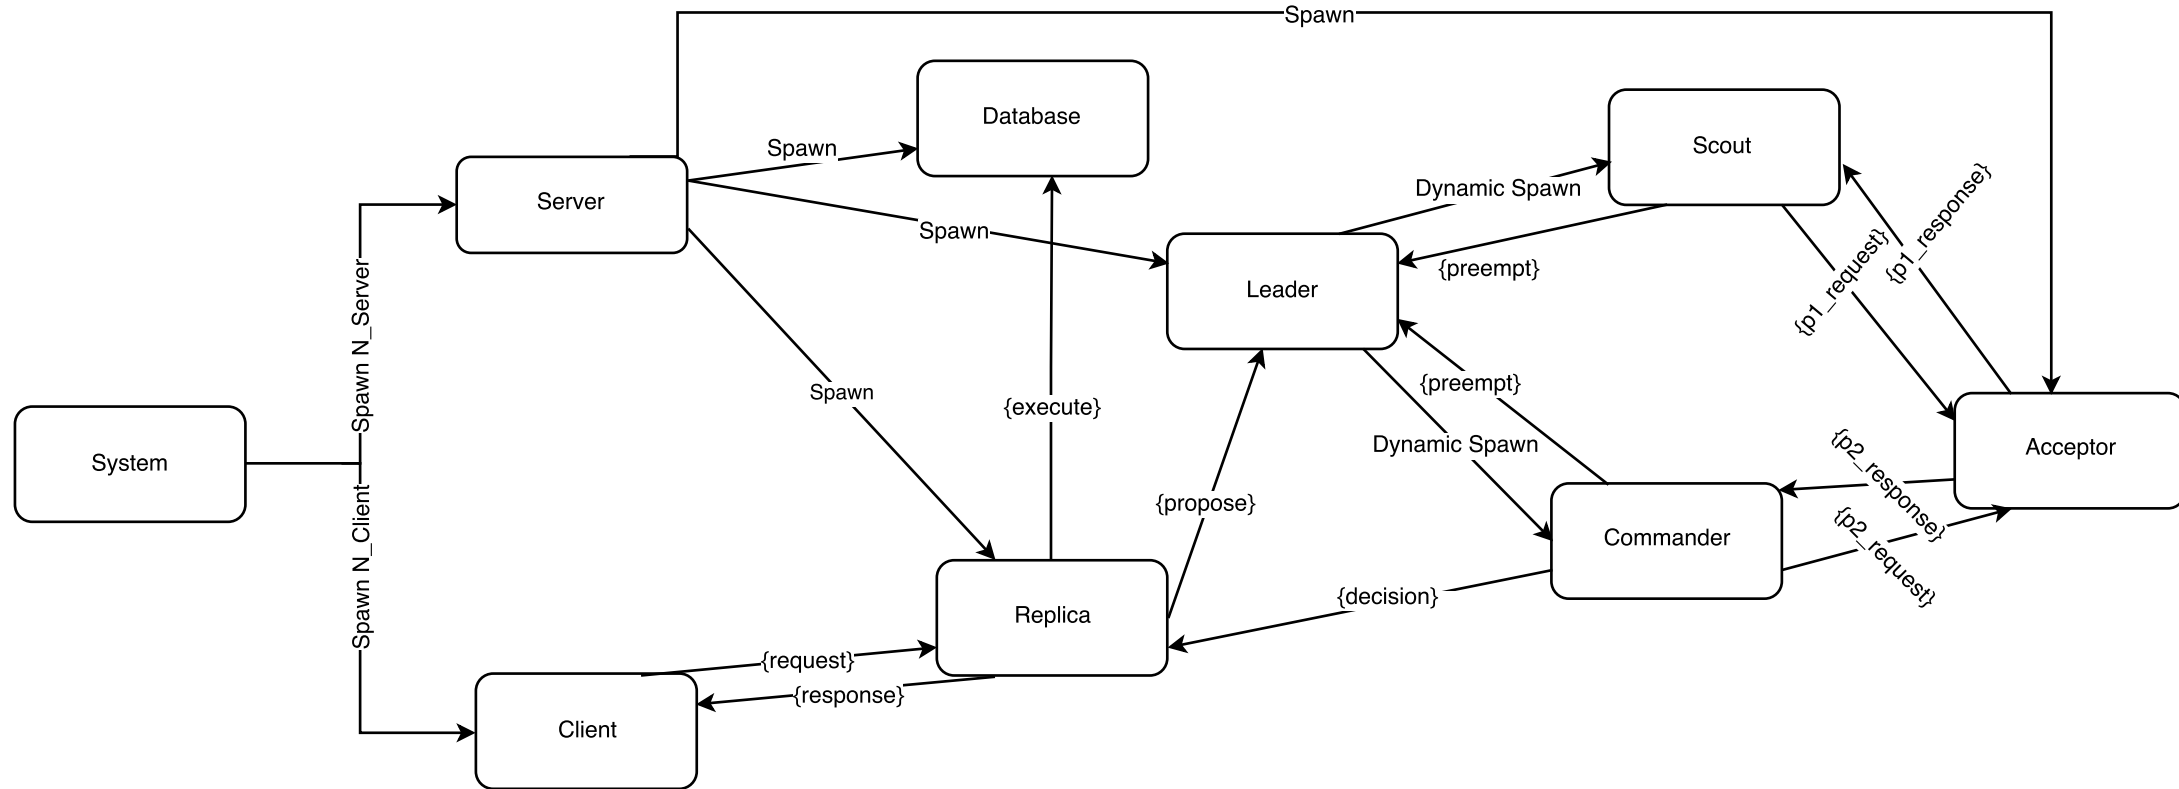 Spawn
Database
Scout
Spawn
Server
Dynamic Spawn
Spawn
{preempt}
Leader
{p1_request}
{p1_response}
Spawn N_Server
Spawn
{execute}
{preempt}
Dynamic Spawn
System
Acceptor
{p2_response}
{propose}
Commander
{p2_request}
Spawn N_Client
{decision}
Replica
{request}
{response}
Client